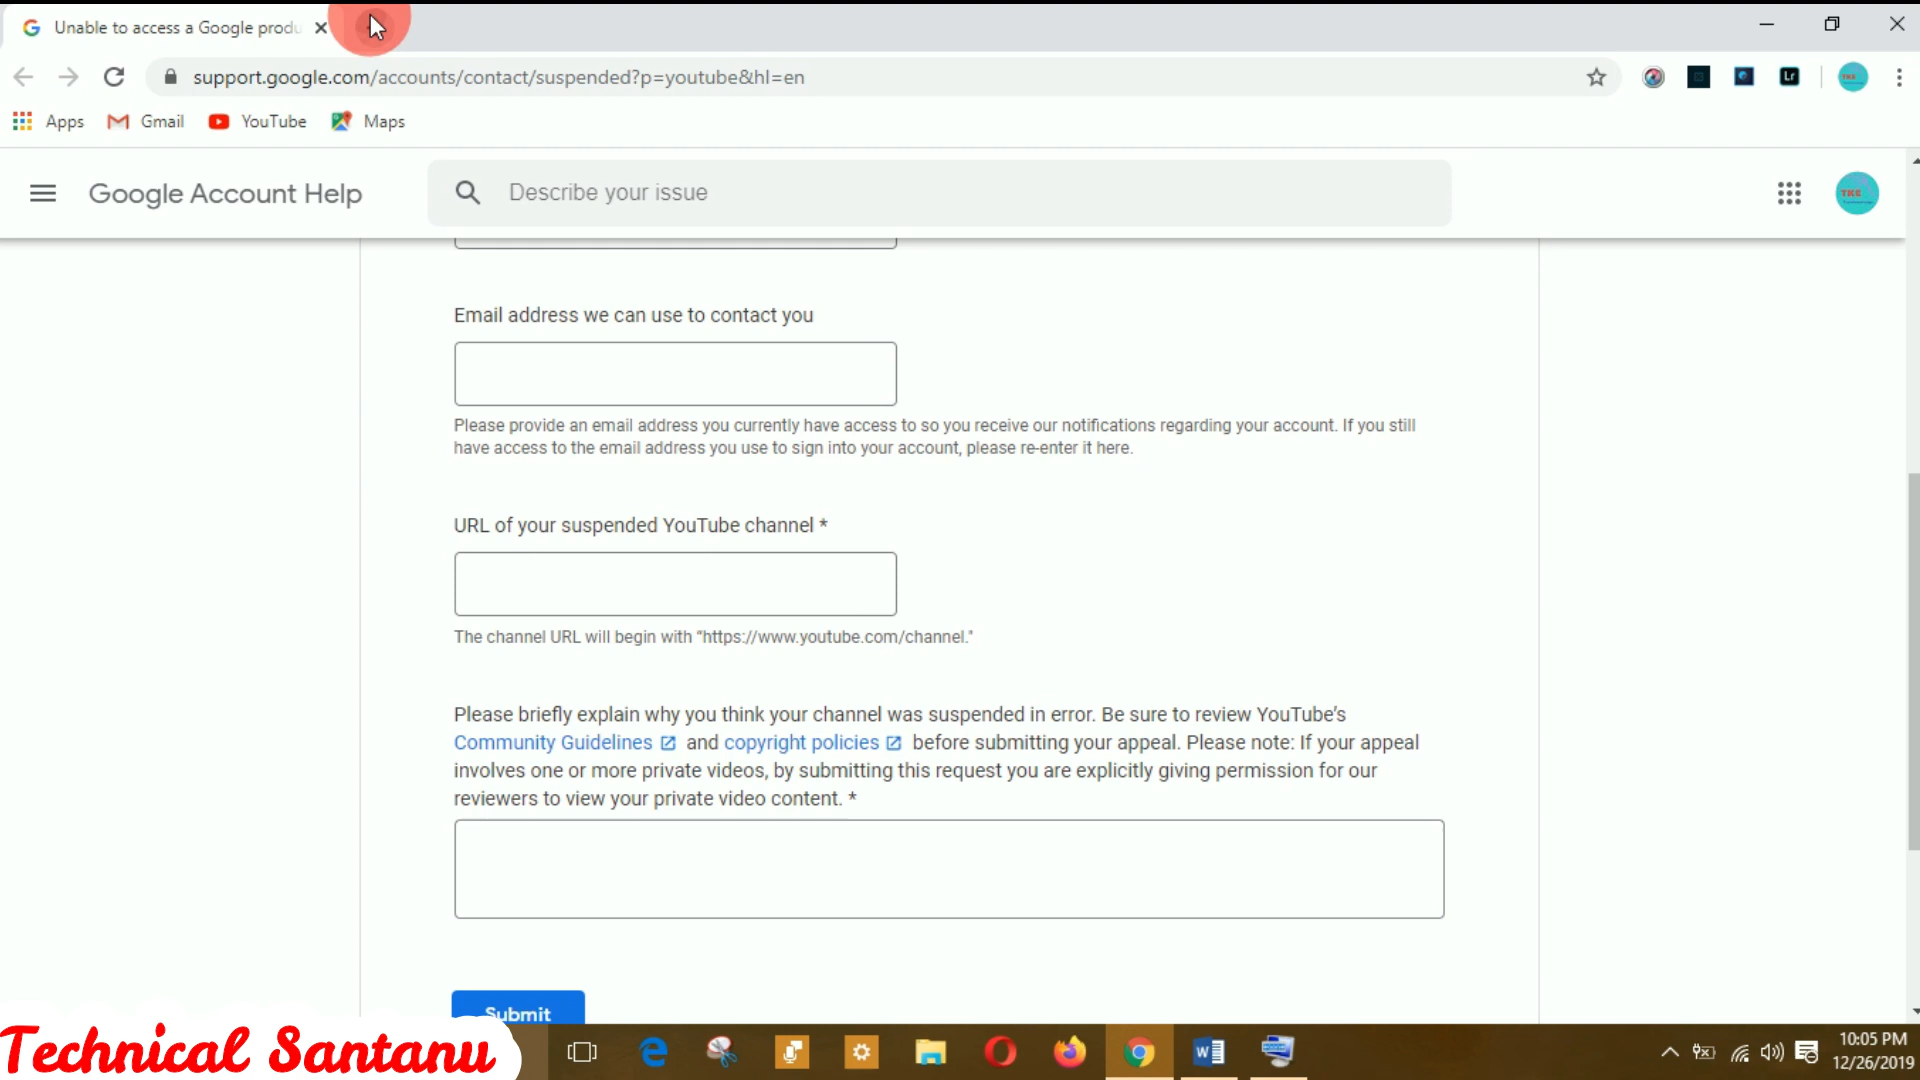 Unable to access a Google produ
support.google.com/accounts/contact/suspended?p=youtube&hl=en
Lr
Apps
Gmail
YouTube
Maps
Google Account Help
Describe your issue
TKE
Email address we can use to contact you
Please provide an email address you currently have access to so you receive our notifications regarding your account. If you still
have access to the email address you use to sign into your account, please re-enter it here.
URL of your suspended YouTube channel *
The channel URL will begin with "https://www.youtube.com/channel."
Please briefly explain why you think your channel was suspended in error. Be sure to review YouTube's
Community Guidelines and copyright policies before submitting your appeal. Please note: If your appeal
involves one or more private videos, by submitting this request you are explicitly giving permission for our
reviewers to view your private video content. *
Submit
Technical Santanu
10:05 PM
12/26/2019